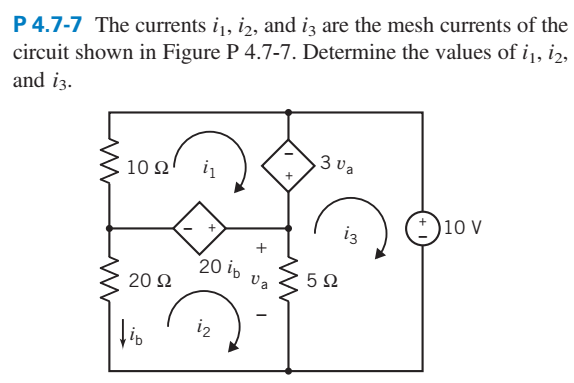 P 4.7-7 The currents i₁, i₂, and i₃ are the mesh currents of the
circuit shown in Figure P 4.7-7. Determine the values of i₁, i₂,
and i₃.
10 Ω
i₁
−
+
3 vₐ
i₃
+
−
10 V
−
+
20 i_b
20 Ω
+
vₐ
−
5 Ω
i_b
i₂